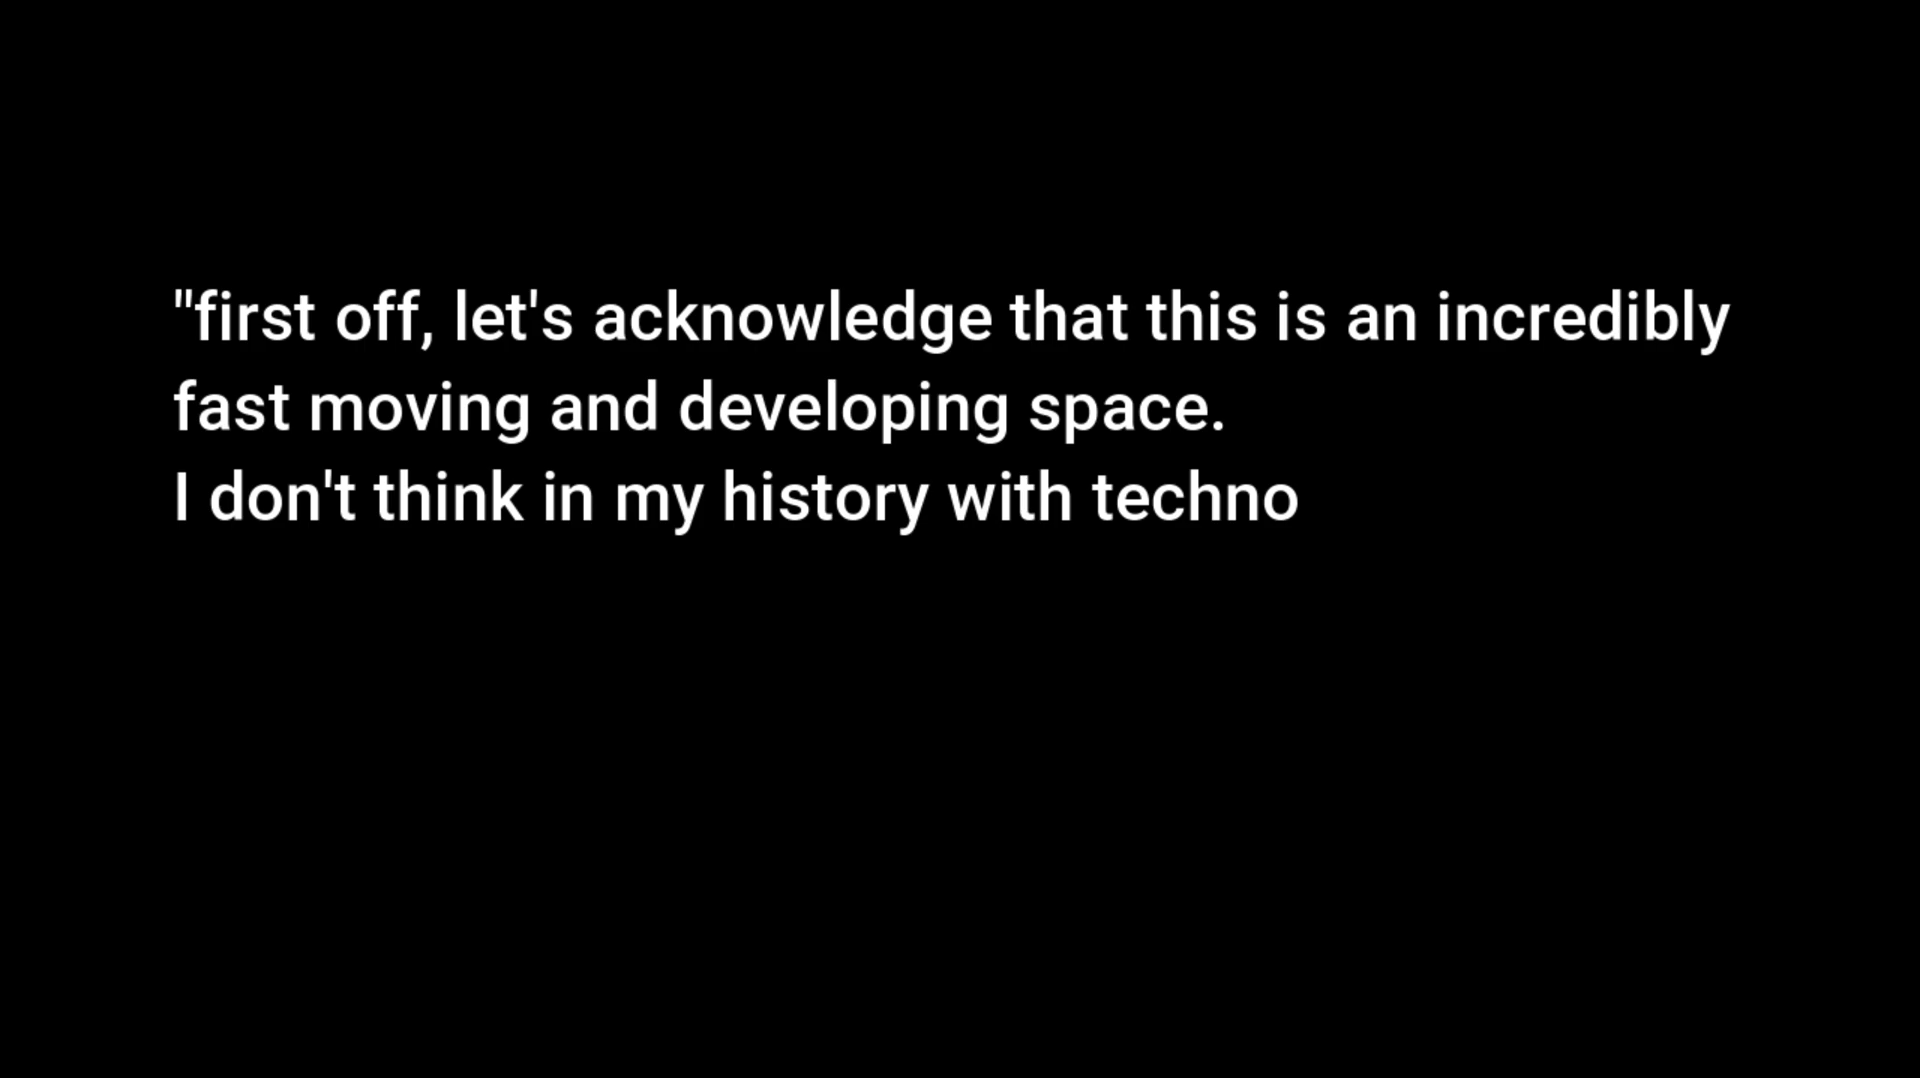 "first off, let's acknowledge that this is an incredibly
fast moving and developing space.
I don't think in my history with techno